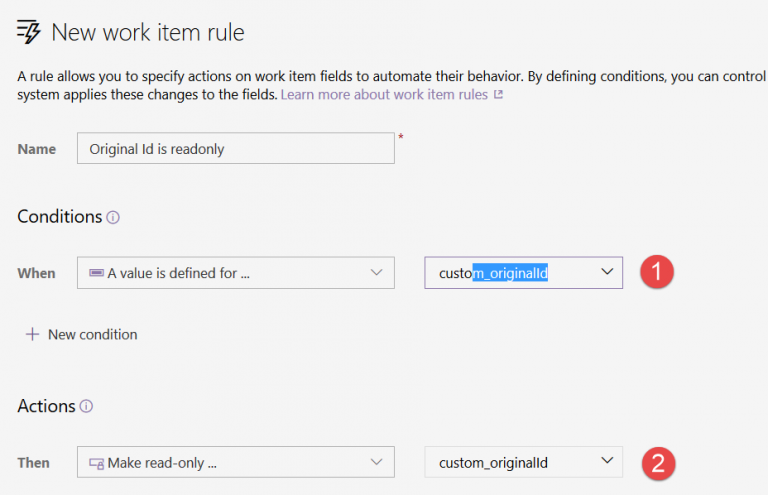 New work item rule
A rule allows you to specify actions on work item fields to automate their behavior. By defining conditions, you can control
system applies these changes to the fields. Learn more about work item rules
Name Original Id is readonly *
Conditions
When A value is defined for ... custom_originalId 1
+ New condition
Actions
Then Make read-only ... custom_originalId 2